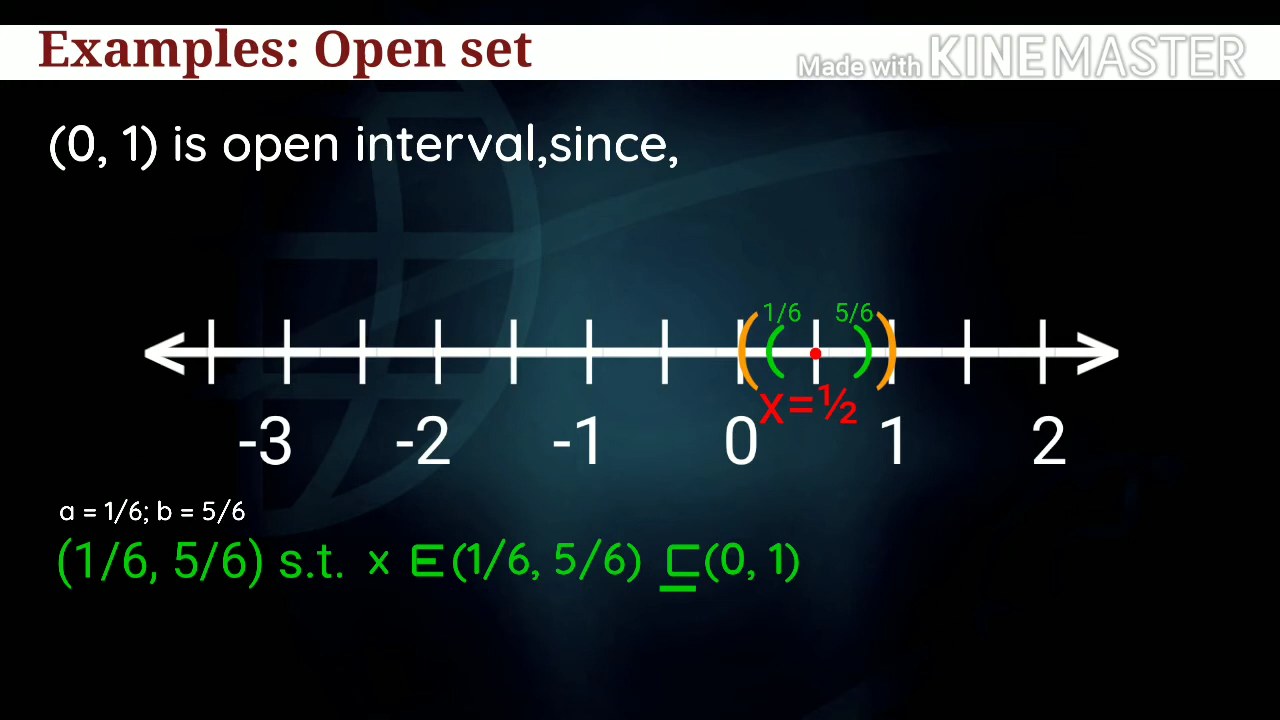 Examples: Open set
Made with KINEMASTER
(0, 1) is open interval,since,
1/6 5/6
x=½
-3 -2 -1 0 1 2
a = 1/6; b = 5/6
(1/6, 5/6) s.t. x ∈ (1/6, 5/6) ⊑ (0, 1)